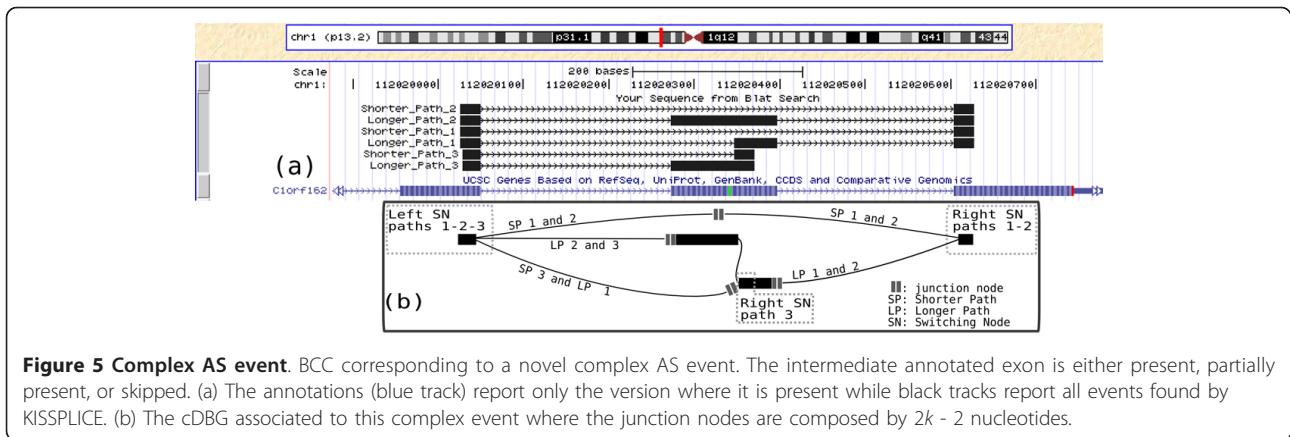 chr1 (p13.2) p31.1 1q12 q41 43 44
Scale 200 bases
chr1: 112020000 112020100 112020200 112020300 112020400 112020500 112020600 112020700
Your Sequence from Blat Search
Shorter_Path_2
Longer_Path_2
Shorter_Path_1
Longer_Path_1
Shorter_Path_3
Longer_Path_3
(a)
UCSC Genes Based on RefSeq, UniProt, GenBank, CCDS and Comparative Genomics
C1orf162
Left SN
paths 1-2-3
SP 1 and 2
SP 1 and 2
Right SN
paths 1-2
LP 2 and 3
SP 3 and LP 1
LP 1 and 2
(b)
Right SN
path 3
: junction node
SP: Shorter Path
LP: Longer Path
SN: Switching Node
Figure 5 Complex AS event. BCC corresponding to a novel complex AS event. The intermediate annotated exon is either present, partially
present, or skipped. (a) The annotations (blue track) report only the version where it is present while black tracks report all events found by
KISSPLICE. (b) The cDBG associated to this complex event where the junction nodes are composed by 2k - 2 nucleotides.